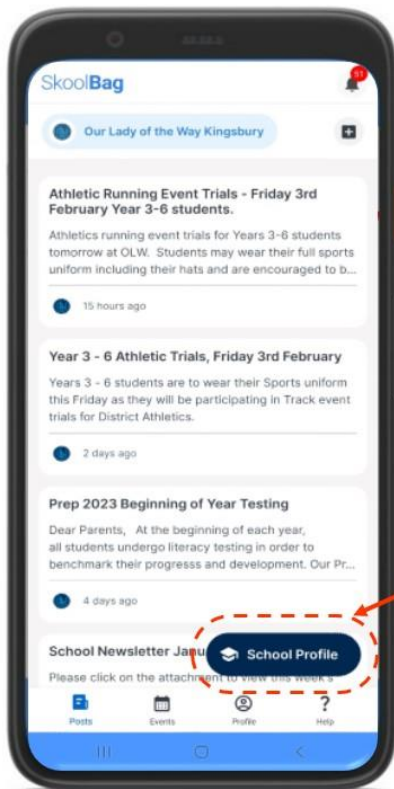 SkoolBag
51
Our Lady of the Way Kingsbury
Athletic Running Event Trials - Friday 3rd
February Year 3-6 students.
Athletics running event trials for Years 3-6 students
tomorrow at OLW. Students may wear their full sports
uniform including their hats and are encouraged to b...
15 hours ago
Year 3 - 6 Athletic Trials, Friday 3rd February
Years 3 - 6 students are to wear their Sports uniform
this Friday as they will be participating in Track event
trials for District Athletics.
2 days ago
Prep 2023 Beginning of Year Testing
Dear Parents, At the beginning of each year,
all students undergo literacy testing in order to
benchmark their progresss and development. Our Pr...
4 days ago
School Newsletter Janu
School Profile
Please click on the attachment to view this week's
Posts
Events
Profile
?
Help